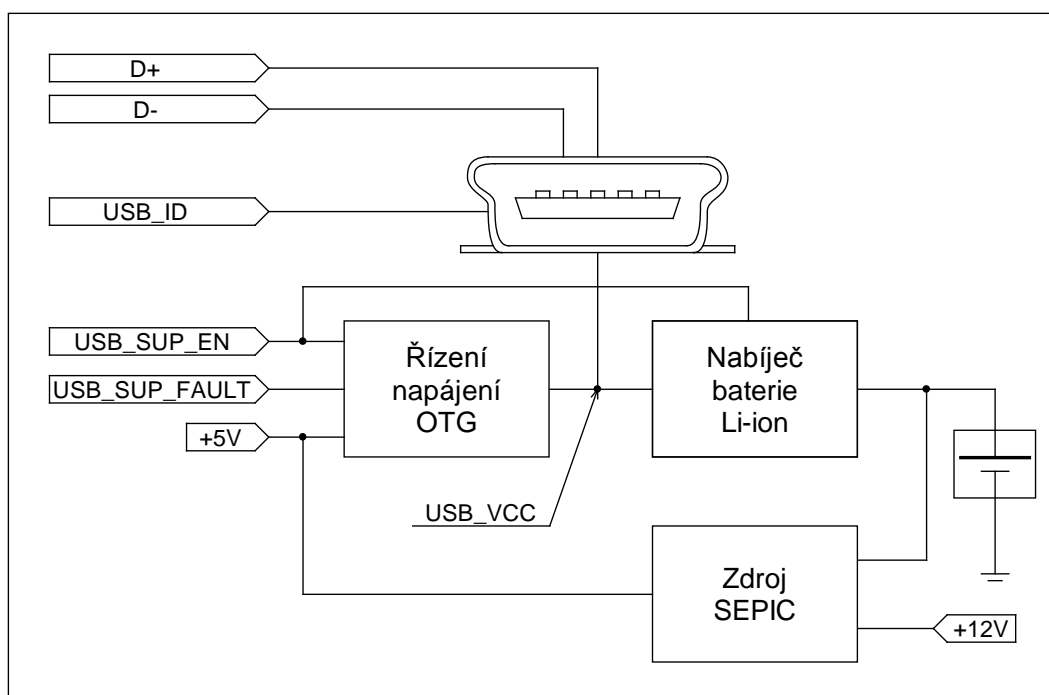 D+
D-
USB_ID
USB_SUP_EN
USB_SUP_FAULT
+5V
Řízení
napájení
OTG
Nabíječ
baterie
Li-ion
USB_VCC
Zdroj
SEPIC
+12V